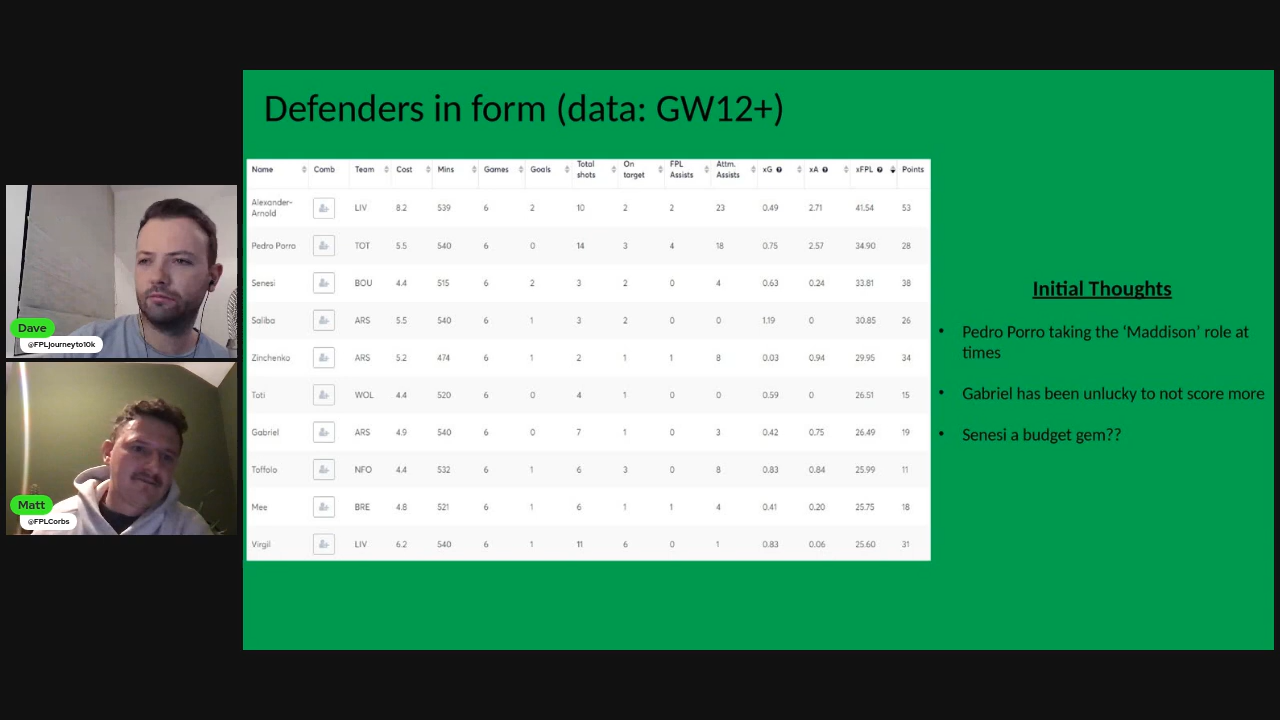 Defenders in form (data: GW12+)
Name Comb Team Cost Mins Games Goals Total shots On target FPL Assists Attm. Assists xG xA xFPL Points
Alexander-Arnold LIV 8.2 539 6 2 10 2 2 23 0.49 2.71 41.54 53
Pedro Porro TOT 5.5 540 6 0 14 3 4 18 0.75 2.57 34.90 28
Senesi BOU 4.4 515 6 2 3 2 0 4 0.63 0.24 33.81 38
Saliba ARS 5.5 540 6 1 3 2 0 0 1.19 0 30.85 26
Zinchenko ARS 5.2 474 6 1 2 1 1 8 0.03 0.94 29.95 34
Toti WOL 4.4 520 6 0 4 1 0 0 0.59 0 26.51 15
Gabriel ARS 4.9 540 6 0 7 1 0 3 0.42 0.75 26.49 19
Toffolo NFO 4.4 532 6 1 6 3 0 8 0.83 0.84 25.99 11
Mee BRE 4.8 521 6 1 6 1 1 4 0.41 0.20 25.75 18
Virgil LIV 6.2 540 6 1 11 6 0 1 0.83 0.06 25.60 31
Initial Thoughts
• Pedro Porro taking the ‘Maddison’ role at
times
• Gabriel has been unlucky to not score more
• Senesi a budget gem??
Dave
@FPLjourneyto10k
Matt
@FPLCorbs